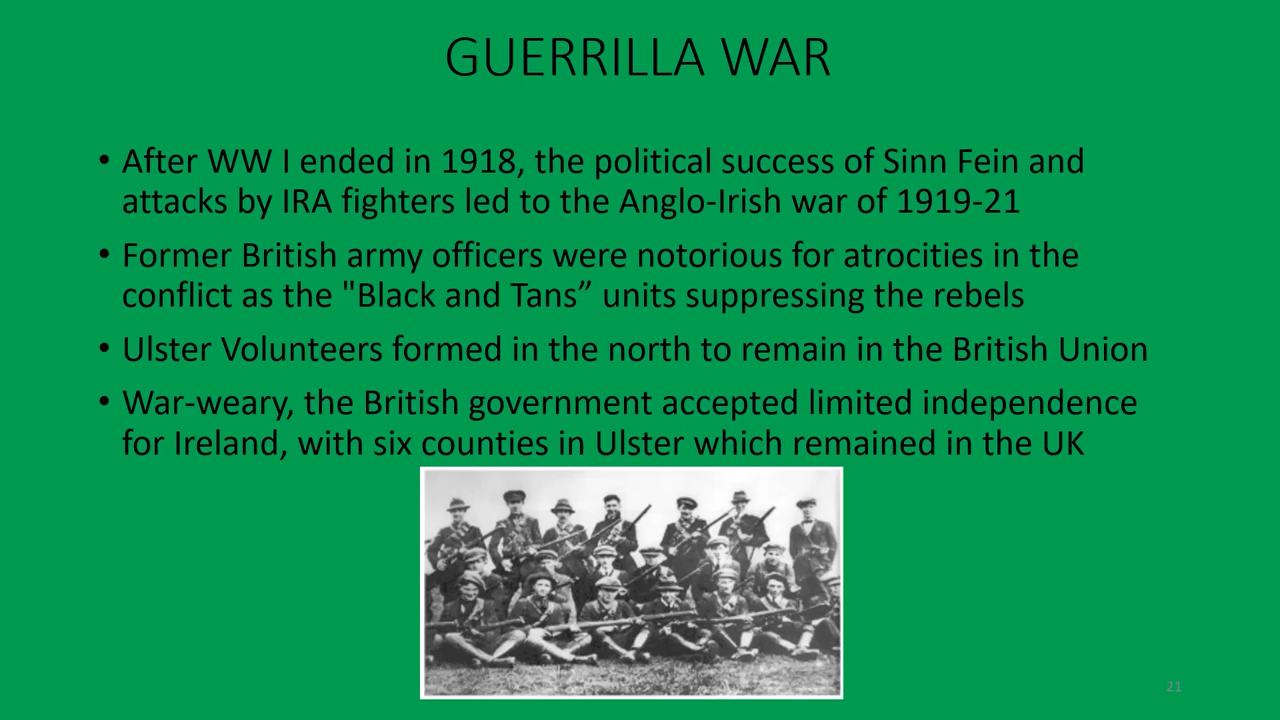 GUERRILLA WAR
• After WW I ended in 1918, the political success of Sinn Fein and
attacks by IRA fighters led to the Anglo-Irish war of 1919-21
• Former British army officers were notorious for atrocities in the
conflict as the "Black and Tans” units suppressing the rebels
• Ulster Volunteers formed in the north to remain in the British Union
• War-weary, the British government accepted limited independence
for Ireland, with six counties in Ulster which remained in the UK
21